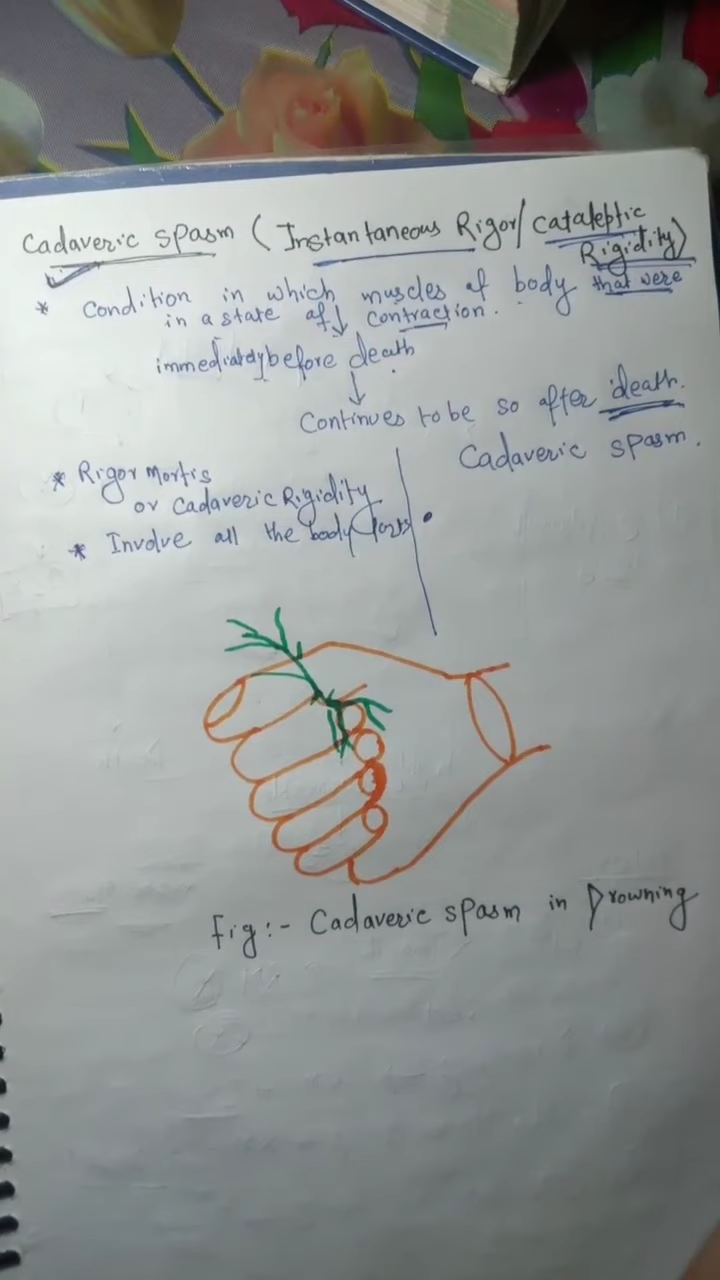 Cadaveric spasm ( Instantaneous Rigor/ Cataleptic
Rigidity)
* Condition in which muscles of body that were
in a state of contraction.
immediately before death
Continues to be so after death.
Cadaveric spasm.
* Rigor Mortis
or Cadaveric Rigidity
* Involve all the body Parts
Fig:- Cadaveric spasm in Drowning